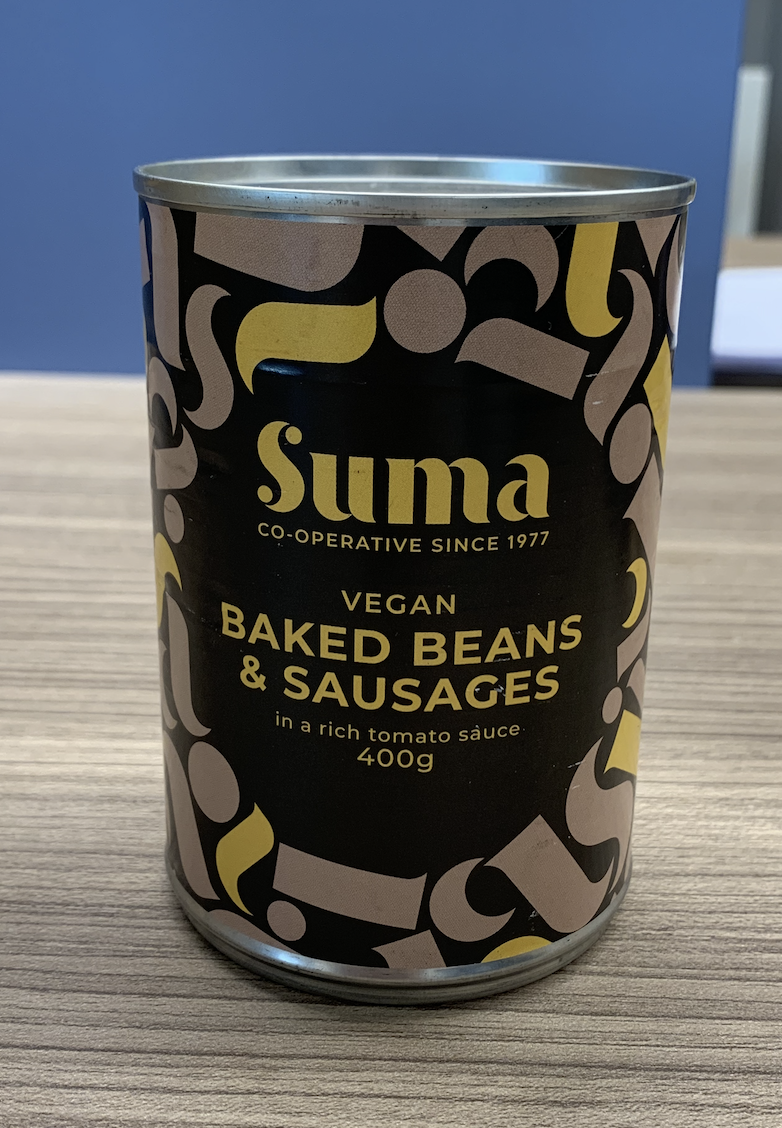 Suma
CO-OPERATIVE SINCE 1977
VEGAN
BAKED BEANS
& SAUSAGES
in a rich tomato sauce
400g